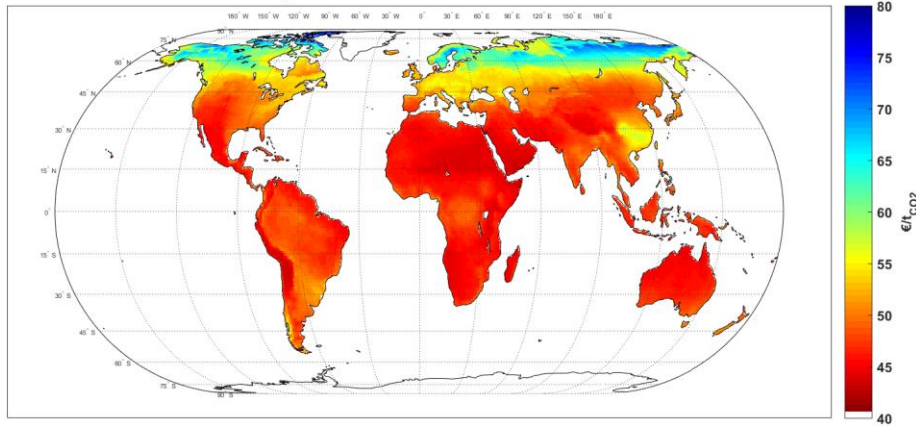 180° W 150° W 120° W 90° W 60° W 30° W 0° 30° E 60° E 90° E 120° E 150° E 180° E
75° N
60° N
45° N
30° N
15° N
0°
15° S
30° S
45° S
60° S
75° S
90° S
80
75
70
65
60
55
50
45
40
€/tCO2